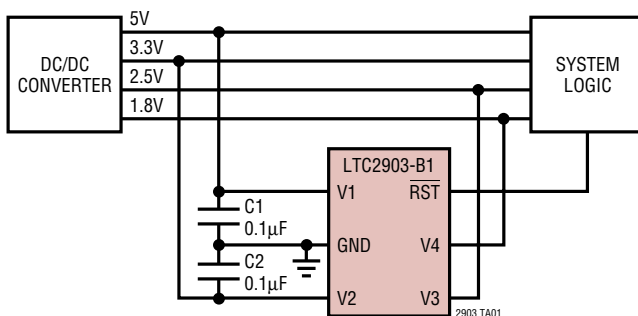 5V
3.3V
2.5V
1.8V
DC/DC
CONVERTER
SYSTEM
LOGIC
LTC2903-B1
V1
RST
GND
V4
V2
V3
C1
0.1µF
C2
0.1µF
2903 TA01